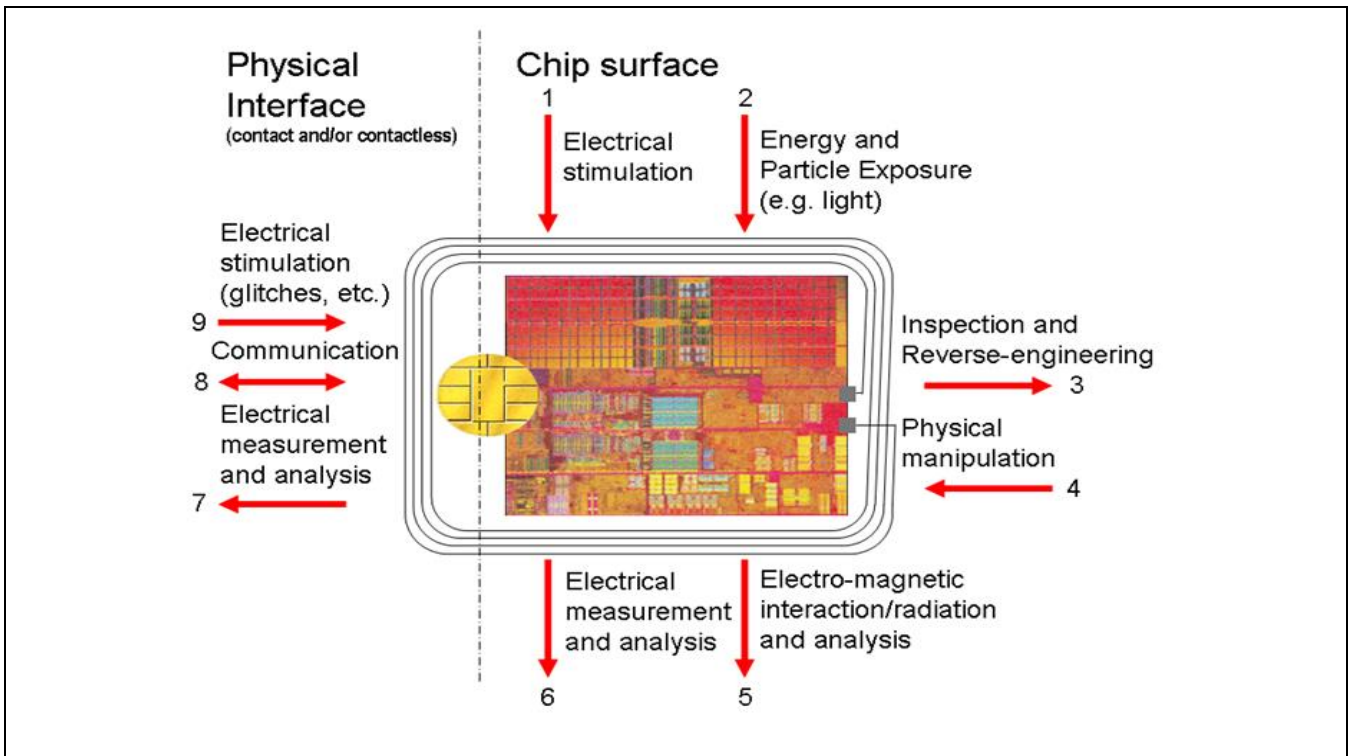 Physical
Interface
(contact and/or contactless)
Chip surface
1
2
Electrical
stimulation
Energy and
Particle Exposure
(e.g. light)
Electrical
stimulation
(glitches, etc.)
9
Communication
8
Electrical
measurement
and analysis
7
Inspection and
Reverse-engineering
3
Physical
manipulation
4
Electrical
measurement
and analysis
6
Electro-magnetic
interaction/radiation
and analysis
5